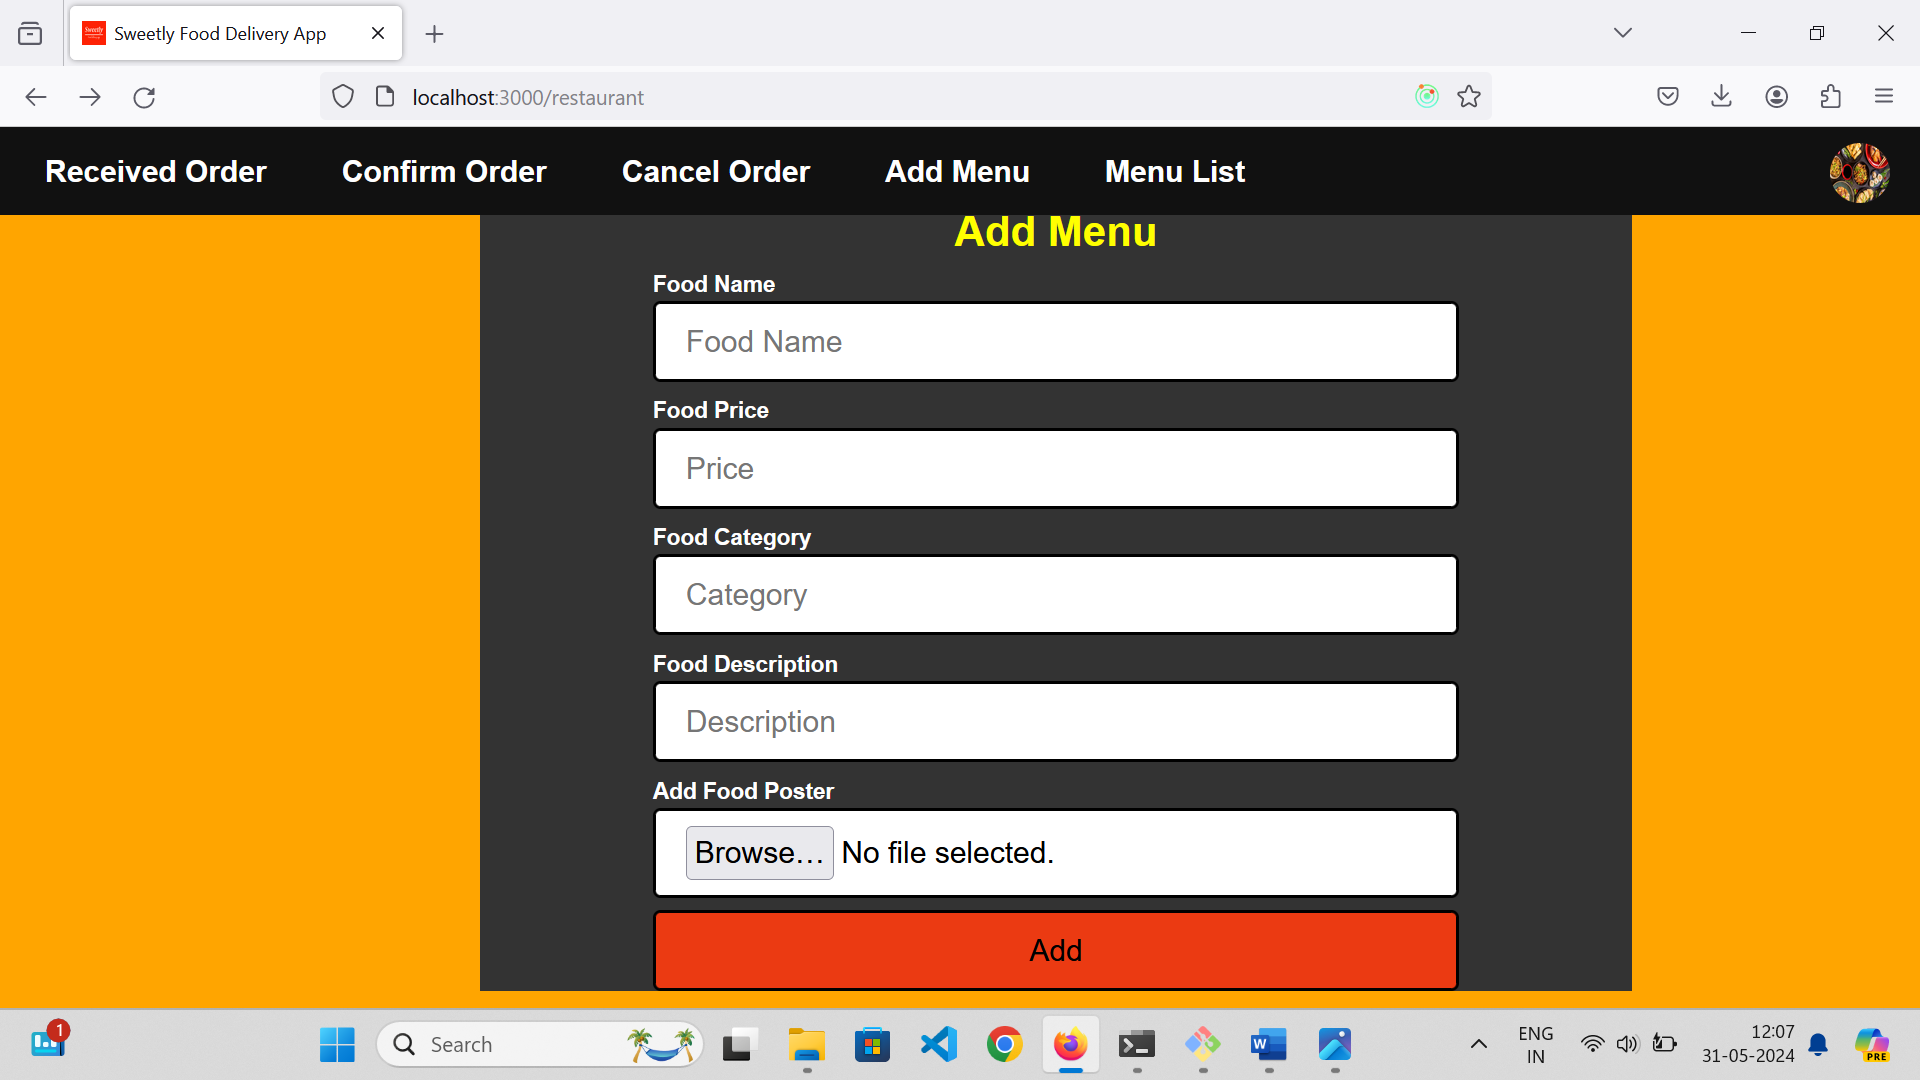 Sweetly Food Delivery App
localhost:3000/restaurant
Received Order Confirm Order Cancel Order Add Menu Menu List
Add Menu
Food Name
Food Name
Food Price
Price
Food Category
Category
Food Description
Description
Add Food Poster
Browse... No file selected.
Add
1
Search
W
ENG
IN
12:07
31-05-2024
PRE